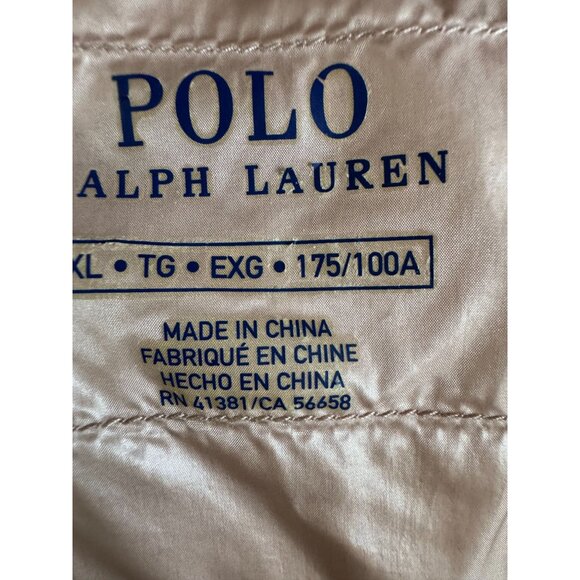 POLO
ALPH LAUREN
XL • TG • EXG • 175/100A
MADE IN CHINA
FABRIQUÉ EN CHINE
HECHO EN CHINA
RN 41381/CA 56658